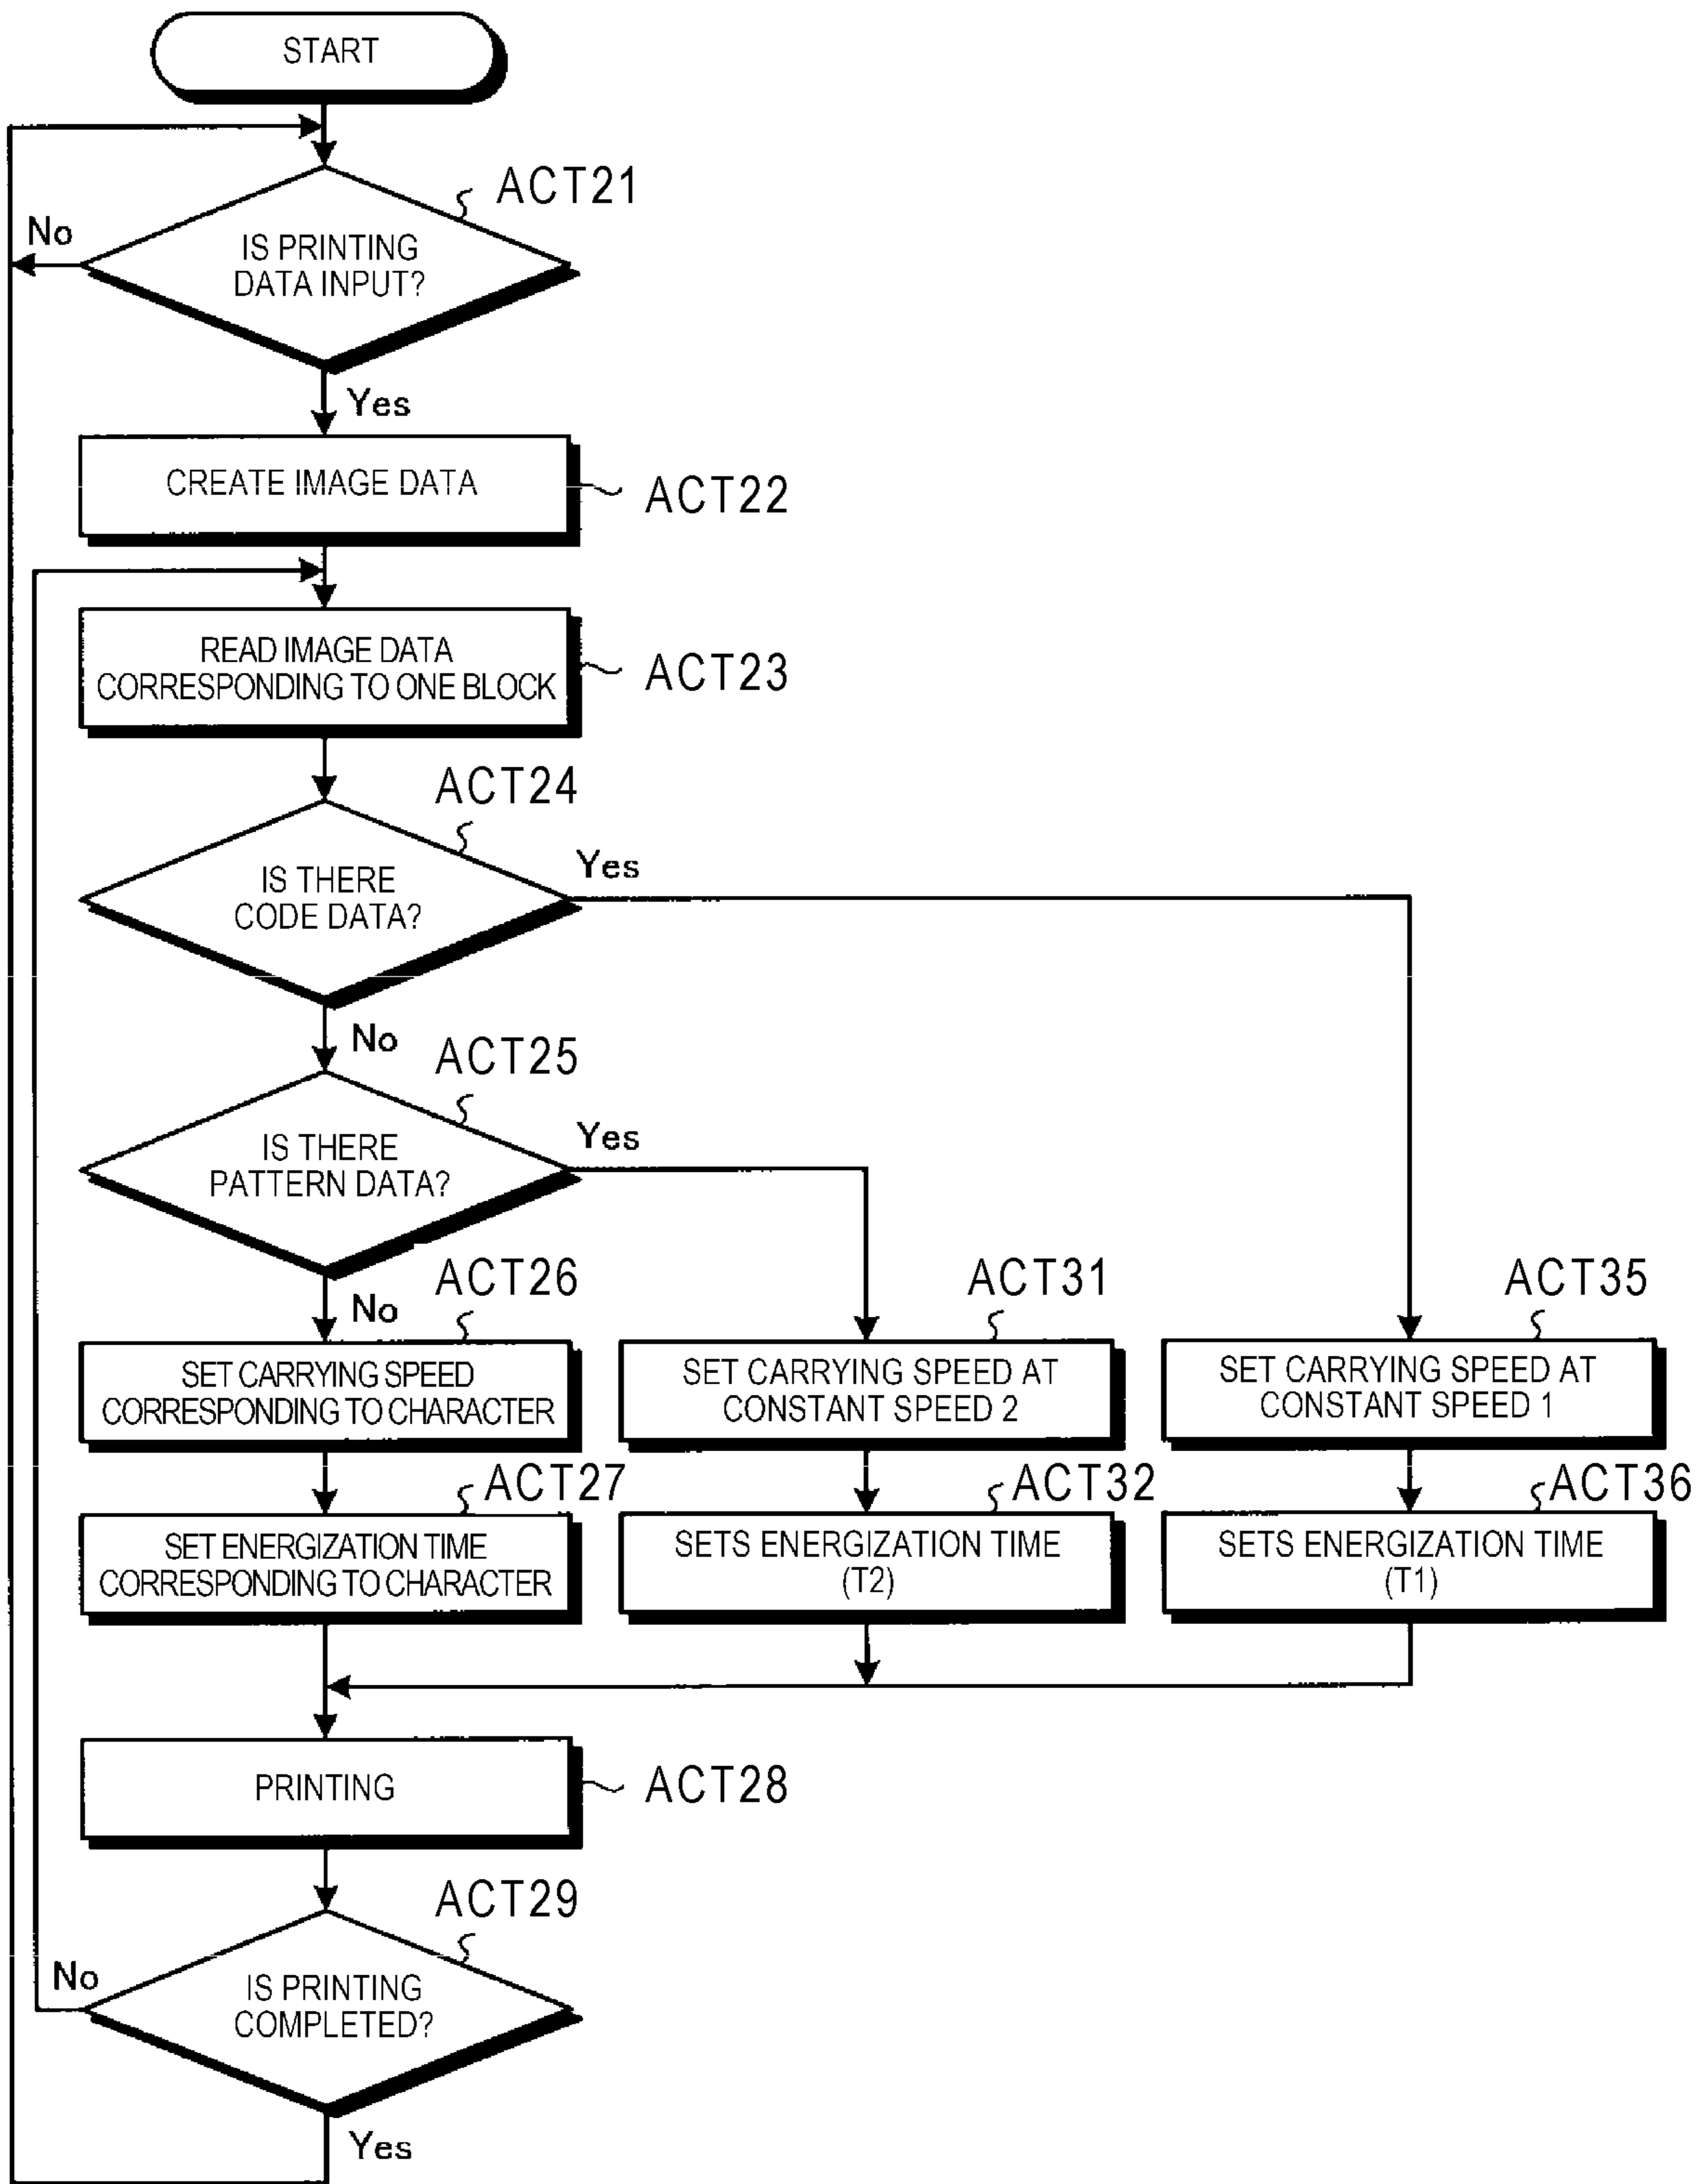 START
ACT21
No
IS PRINTING
DATA INPUT?
Yes
CREATE IMAGE DATA
ACT22
READ IMAGE DATA
CORRESPONDING TO ONE BLOCK
ACT23
ACT24
Yes
IS THERE
CODE DATA?
No
ACT25
Yes
IS THERE
PATTERN DATA?
No
ACT26
ACT31
ACT35
SET CARRYING SPEED
CORRESPONDING TO CHARACTER
SET CARRYING SPEED AT
CONSTANT SPEED 2
SET CARRYING SPEED AT
CONSTANT SPEED 1
ACT27
ACT32
ACT36
SET ENERGIZATION TIME
CORRESPONDING TO CHARACTER
SETS ENERGIZATION TIME
(T2)
SETS ENERGIZATION TIME
(T1)
PRINTING
ACT28
ACT29
No
IS PRINTING
COMPLETED?
Yes